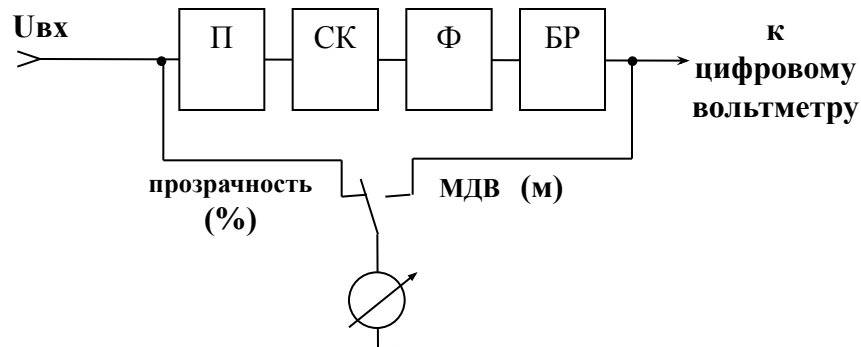 Uвх
П
СК
Ф
БР
к
цифровому
вольтметру
прозрачность
(%)
МДВ (м)